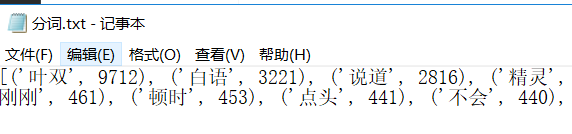 分词.txt - 记事本
文件(F) 编辑(E) 格式(O) 查看(V) 帮助(H)
[('叶双', 9712), ('白语', 3221), ('说道', 2816), ('精灵'
刚刚', 461), ('顿时', 453), ('点头', 441), ('不会', 440),